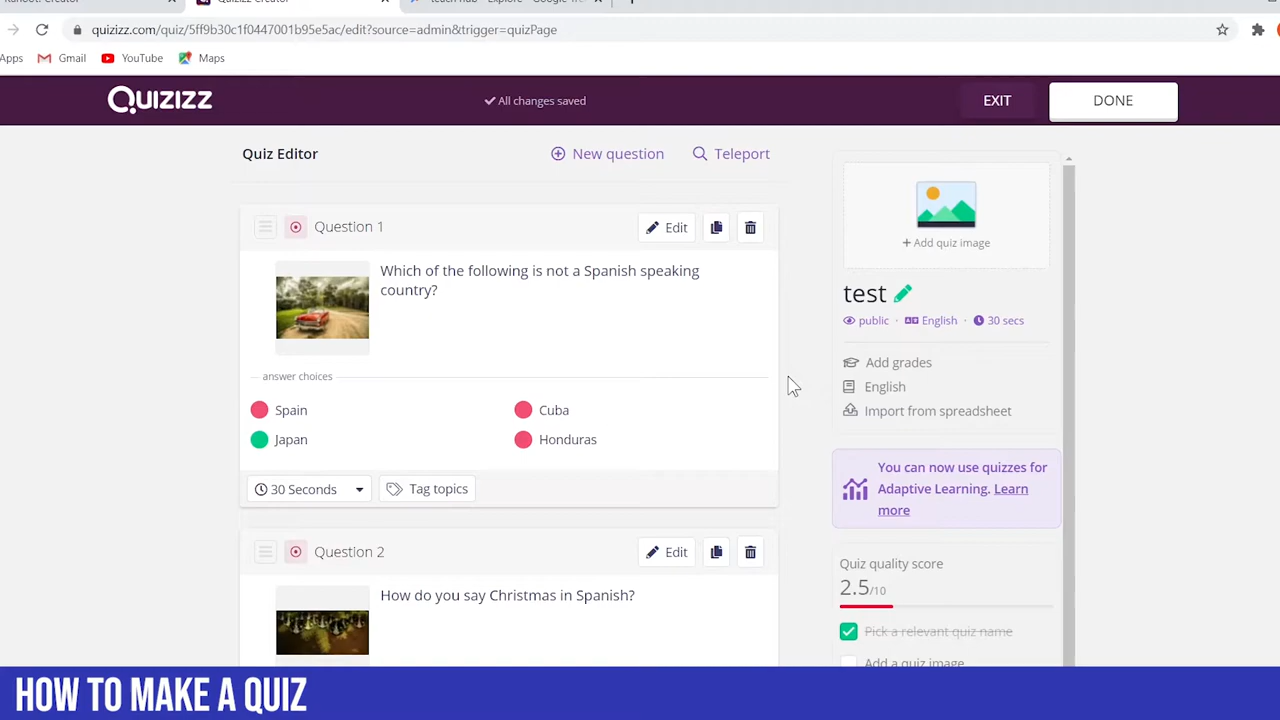 Quizizz Creator
quizizz.com/quiz/5ff9b30c1f0447001b95e5ac/edit?source=admin&trigger=quizPage
Apps Gmail YouTube Maps
Quizizz
All changes saved
EXIT
DONE
Quiz Editor
New question
Teleport
+ Add quiz image
Question 1
Edit
Which of the following is not a Spanish speaking
country?
test
public · English · 30 secs
Add grades
English
Import from spreadsheet
answer choices
Spain
Cuba
Japan
Honduras
You can now use quizzes for
Adaptive Learning. Learn
more
30 Seconds
Tag topics
Question 2
Edit
Quiz quality score
2.5/10
How do you say Christmas in Spanish?
Pick a relevant quiz name
Add a quiz image
HOW TO MAKE A QUIZ